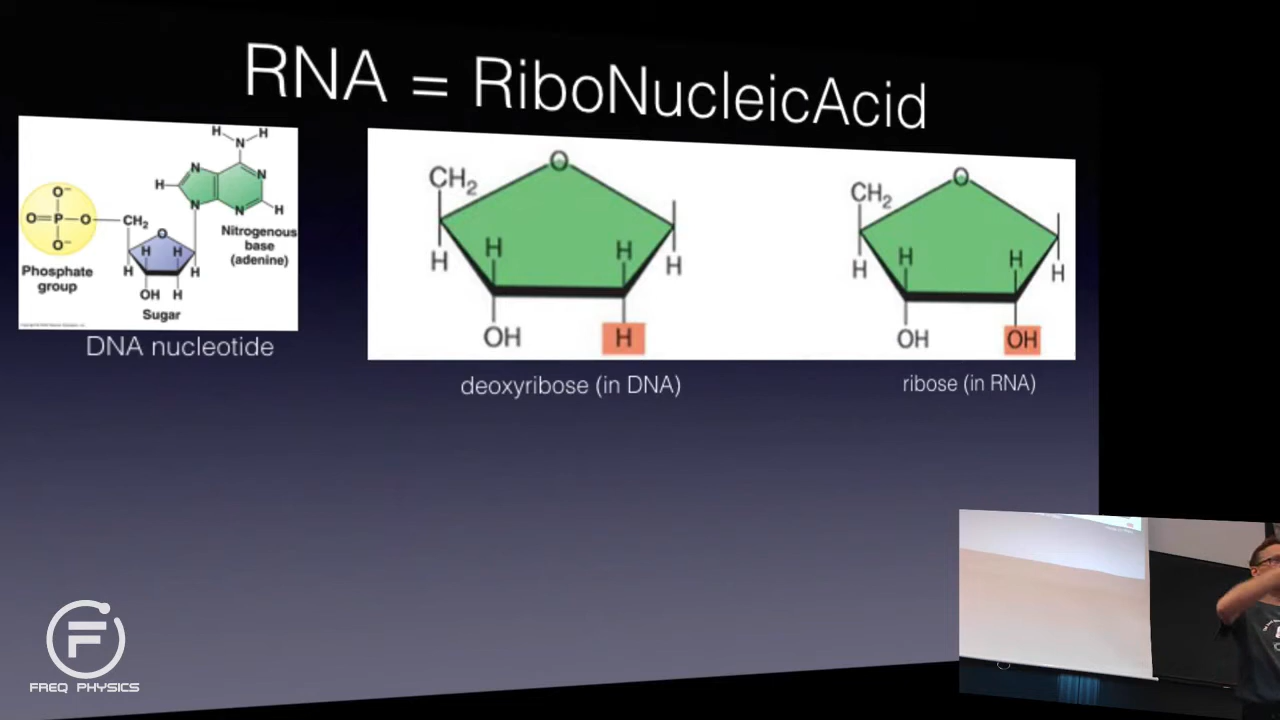 RNA = RiboNucleicAcid
H H
N
N N
H
N N H
O⁻
O=P—O—CH₂
O⁻
Phosphate
group
Nitrogenous
base
(adenine)
O
H H
H H
OH H
Sugar
DNA nucleotide
O
CH₂
H H
H H
OH H
deoxyribose (in DNA)
O
CH₂
H H
H H
OH OH
ribose (in RNA)
F
FREQ PHYSICS